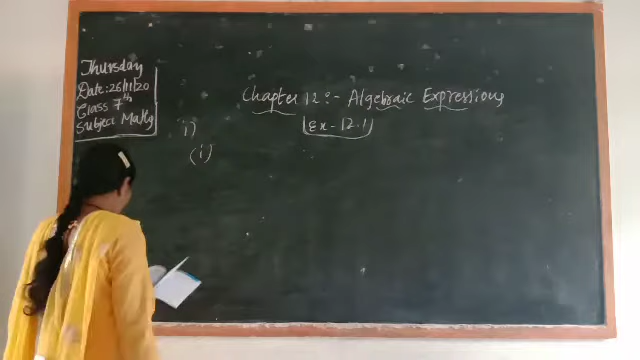 Thursday
Date:26/11/20
Class 7th
Subject Maths
Chapter 12:- Algebraic Expressions
Ex-12.1
1)
(i)